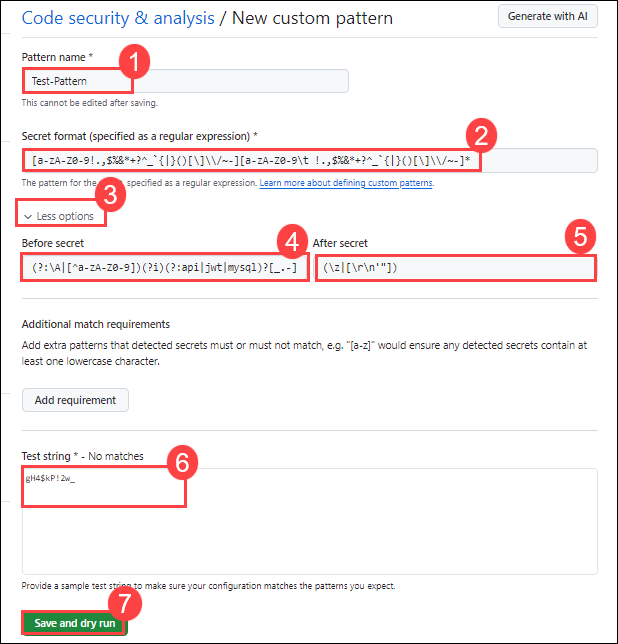 Code security & analysis / New custom pattern
Generate with AI
Pattern name *
1
Test-Pattern
This cannot be edited after saving.
Secret format (specified as a regular expression) *
2
[a-zA-Z0-9!.,$%&*+?^_`{|}()[\]\\/~-][a-zA-Z0-9\t !.,$%&*+?^_`{|}()[\]\\/~-]*
The pattern for the specified as a regular expression. Learn more about defining custom patterns.
3
Less options
Before secret
4
After secret
5
(?:\A|[^a-zA-Z0-9])(?i)(?:api|jwt|mysql)?[_.-]
(\z|[\r\n'"])
Additional match requirements
Add extra patterns that detected secrets must or must not match, e.g. "[a-z]" would ensure any detected secrets contain at
least one lowercase character.
Add requirement
Test string * - No matches
6
gH4$kP!2w_
Provide a sample test string to make sure your configuration matches the patterns you expect.
7
Save and dry run